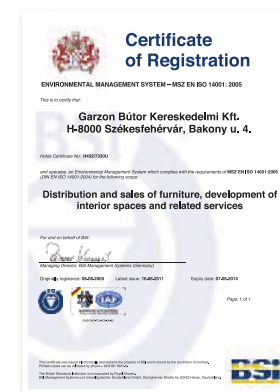 Certificate
of Registration
ENVIRONMENTAL MANAGEMENT SYSTEM – MSZ EN ISO 14001: 2005
This is to certify that:
Garzon Bútor Kereskedelmi Kft.
H-8000 Székesfehérvár, Bakony u. 4.
Holds Certificate No:
and operates an Environmental Management System which complies with the requirements of MSZ EN ISO 14001:2005
(DIN EN ISO 14001:2004) for the following scope:
Distribution and sales of furniture, development of
interior spaces and related services
For and on behalf of BSI:
Managing Director, BSI Management Systems (Germany)
Originally registered: Latest issue: Expiry date:
Page: 1 of 1
IAF
BSI